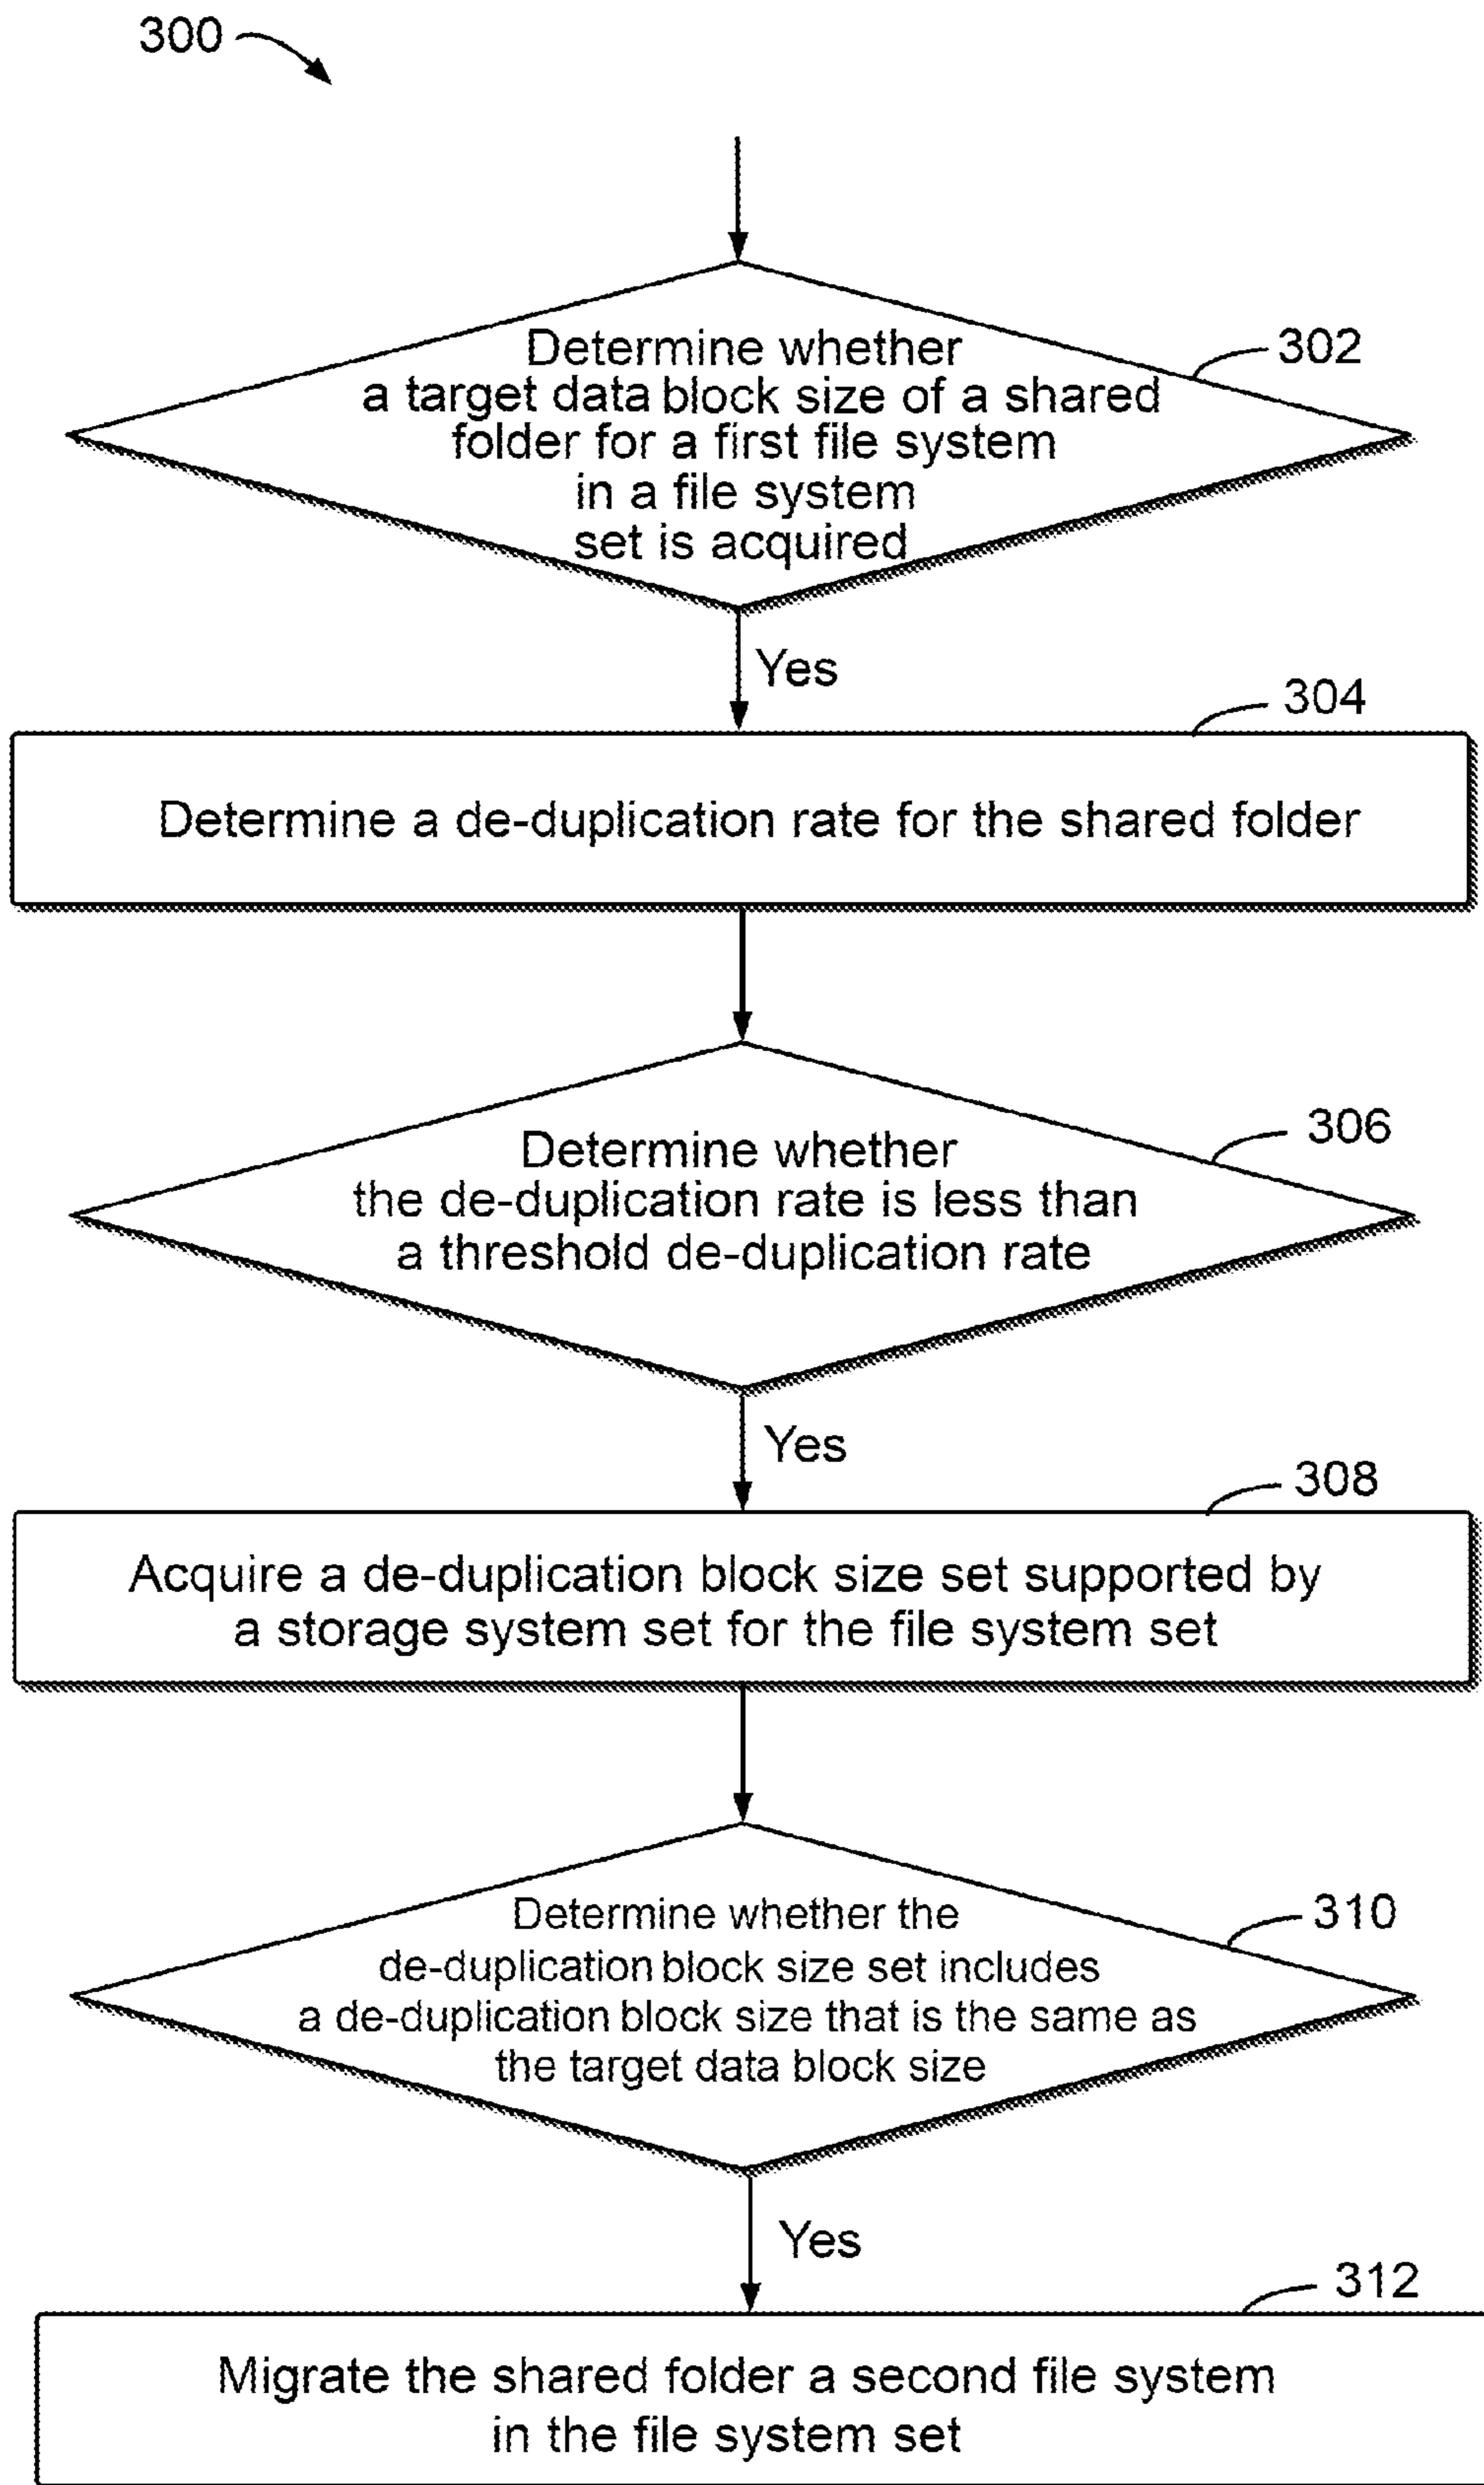 300
302
Determine whether
a target data block size of a shared
folder for a first file system
in a file system
set is acquired
Yes
304
Determine a de-duplication rate for the shared folder
306
Determine whether
the de-duplication rate is less than
a threshold de-duplication rate
Yes
308
Acquire a de-duplication block size set supported by
a storage system set for the file system set
310
Determine whether the
de-duplication block size set includes
a de-duplication block size that is the same as
the target data block size
Yes
312
Migrate the shared folder a second file system
in the file system set